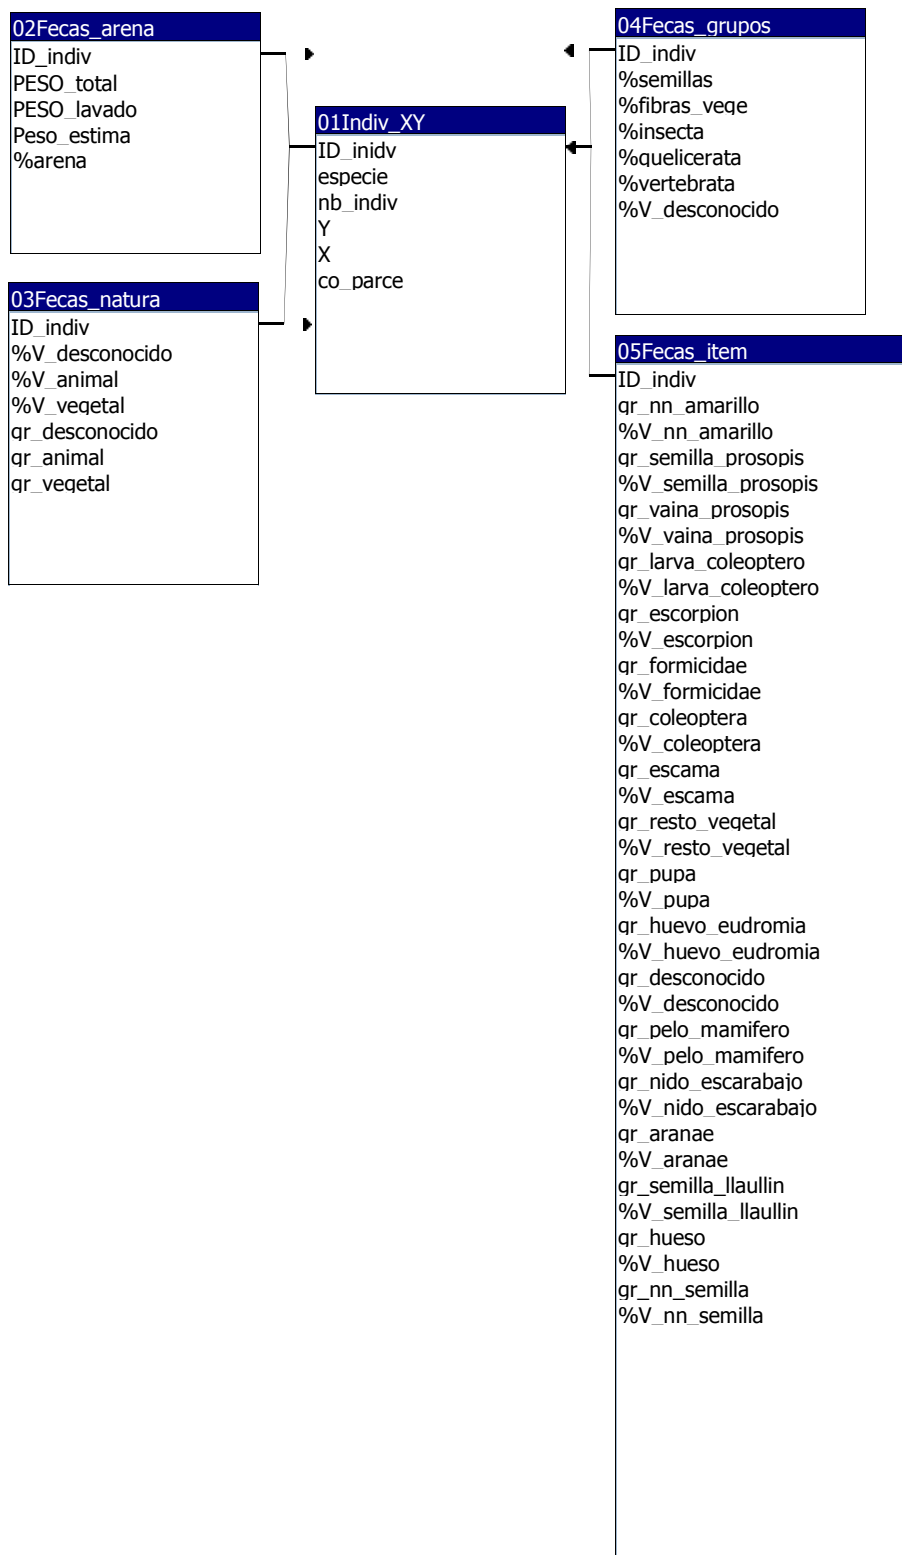 02Fecas_arena
ID_indiv
PESO_total
PESO_lavado
Peso_estima
%arena
03Fecas_natura
ID_indiv
%V_desconocido
%V_animal
%V_vegetal
gr_desconocido
gr_animal
gr_vegetal
01Indiv_XY
ID_inidv
especie
nb_indiv
Y
X
co_parce
04Fecas_grupos
ID_indiv
%semillas
%fibras_vege
%insecta
%quelicerata
%vertebrata
%V_desconocido
05Fecas_item
ID_indiv
gr_nn_amarillo
%V_nn_amarillo
gr_semilla_prosopis
%V_semilla_prosopis
gr_vaina_prosopis
%V_vaina_prosopis
gr_larva_coleoptero
%V_larva_coleoptero
gr_escorpion
%V_escorpion
gr_formicidae
%V_formicidae
gr_coleoptera
%V_coleoptera
gr_escama
%V_escama
gr_resto_vegetal
%V_resto_vegetal
gr_pupa
%V_pupa
gr_huevo_eudromia
%V_huevo_eudromia
gr_desconocido
%V_desconocido
gr_pelo_mamifero
%V_pelo_mamifero
gr_nido_escarabajo
%V_nido_escarabajo
gr_aranae
%V_aranae
gr_semilla_llaullin
%V_semilla_llaullin
gr_hueso
%V_hueso
gr_nn_semilla
%V_nn_semilla